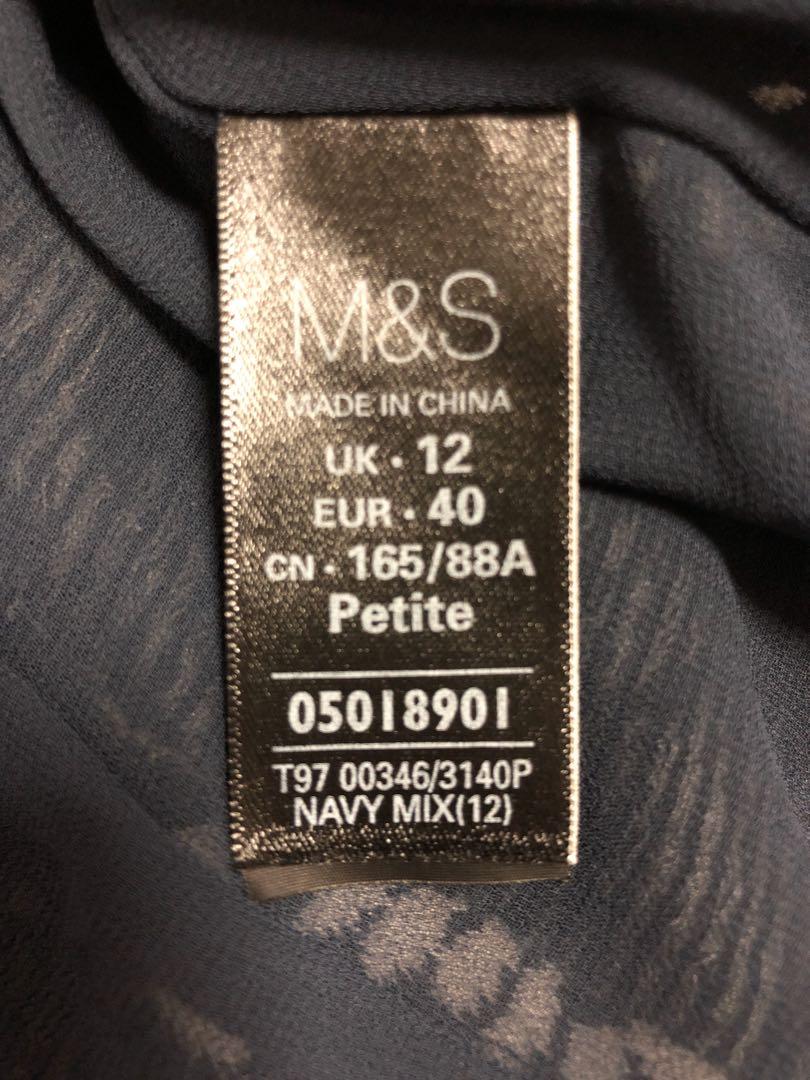 M&S
MADE IN CHINA
UK · 12
EUR · 40
CN · 165/88A
Petite
05018901
T97 00346/3140P
NAVY MIX(12)